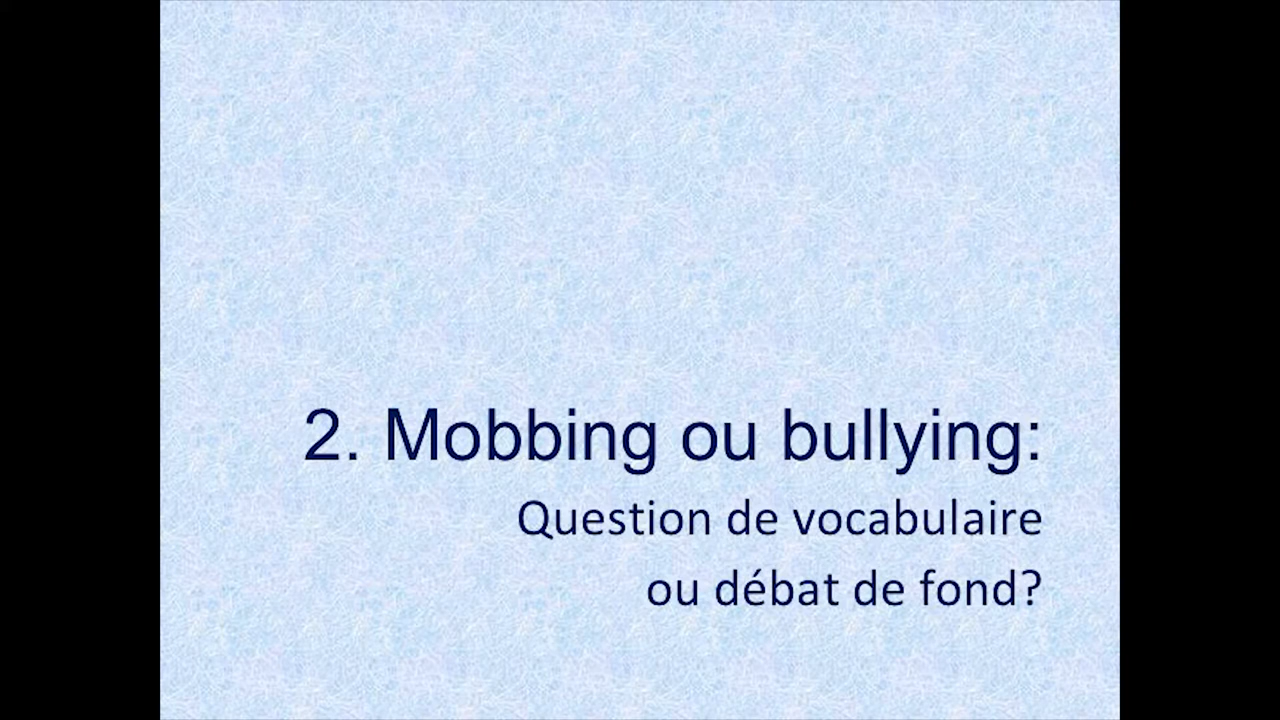 2. Mobbing ou bullying:
Question de vocabulaire
ou débat de fond?